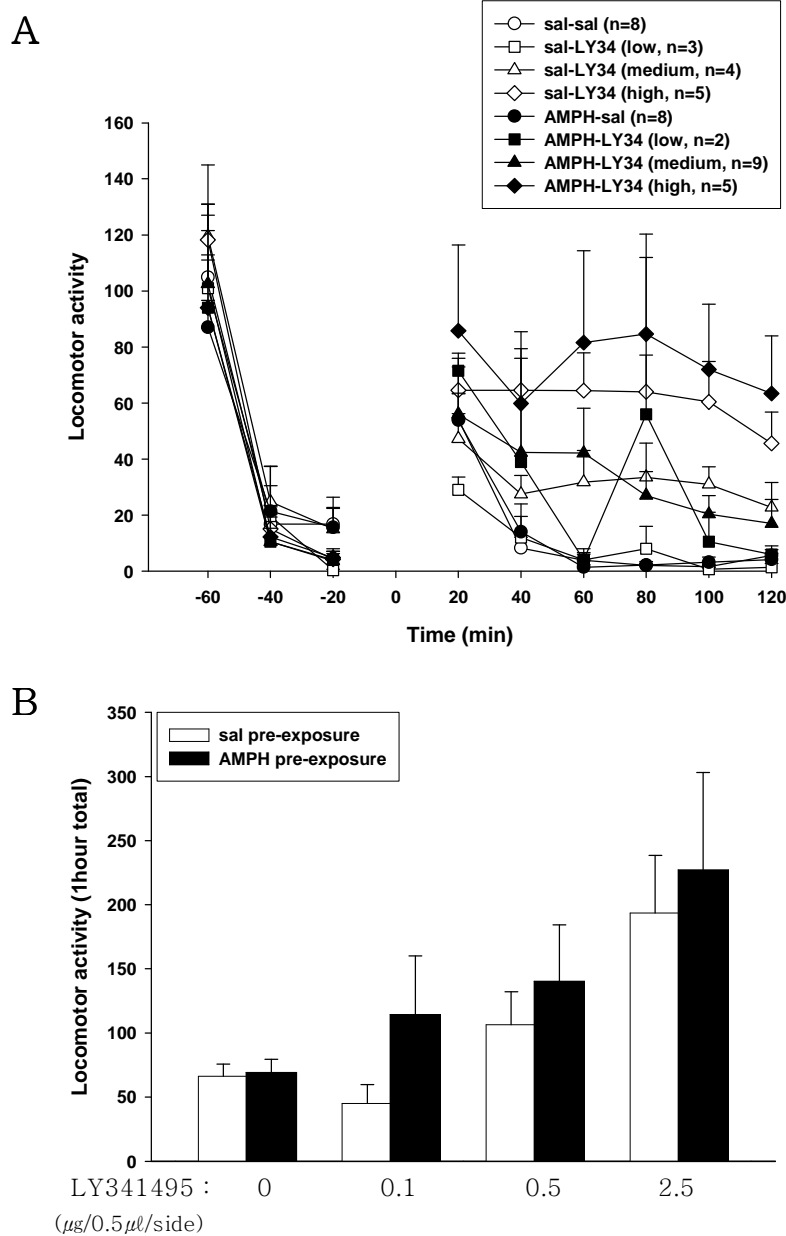 A
sal-sal (n=8)
sal-LY34 (low, n=3)
sal-LY34 (medium, n=4)
sal-LY34 (high, n=5)
AMPH-sal (n=8)
AMPH-LY34 (low, n=2)
AMPH-LY34 (medium, n=9)
AMPH-LY34 (high, n=5)
Locomotor activity
160
140
120
100
80
60
40
20
0
-60 -40 -20 0 20 40 60 80 100 120
Time (min)
B
sal pre-exposure
AMPH pre-exposure
Locomotor activity (1hour total)
350
300
250
200
150
100
50
0
LY341495 : 0 0.1 0.5 2.5
(μg/0.5μℓ/side)